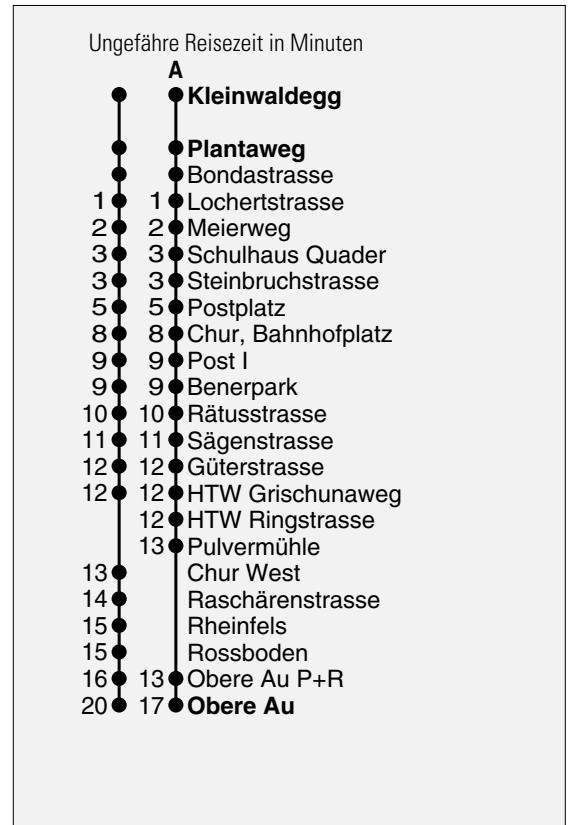 Ungefähre Reisezeit in Minuten
A
Kleinwaldegg
Plantaweg
Bondastrasse
1 1 Lochertstrasse
2 2 Meierweg
3 3 Schulhaus Quader
3 3 Steinbruchstrasse
5 5 Postplatz
8 8 Chur, Bahnhofplatz
9 9 Post I
9 9 Benerpark
10 10 Rätusstrasse
11 11 Sägenstrasse
12 12 Güterstrasse
12 12 HTW Grischunaweg
12 HTW Ringstrasse
13 Pulvermühle
13 Chur West
14 Raschärenstrasse
15 Rheinfels
15 Rossboden
16 13 Obere Au P+R
20 17 Obere Au